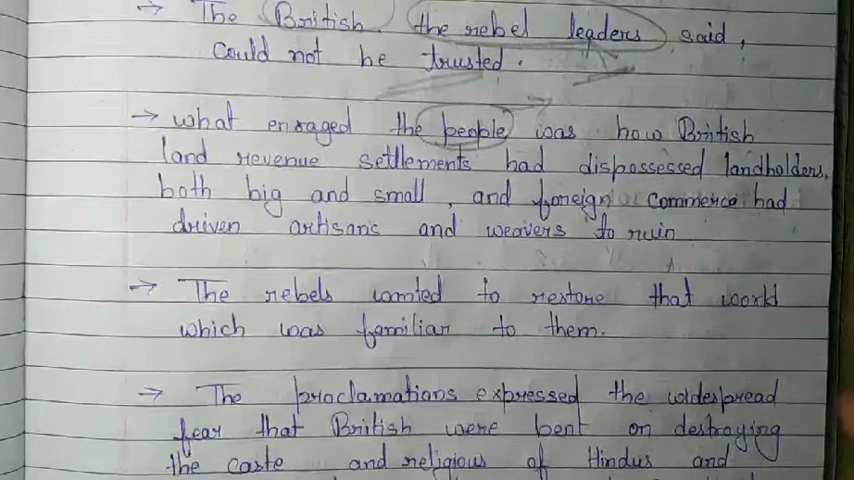 → The British, the rebel leaders said,
could not be trusted.
→ what enraged the people was how British
land revenue settlements had dispossessed landholders,
both big and small, and foreign commerce had
driven artisans and weavers to ruin
→ The rebels wanted to restore that world
which was familiar to them.
→ The proclamations expressed the widespread
fear that British were bent on destroying
the caste and religious of Hindus and